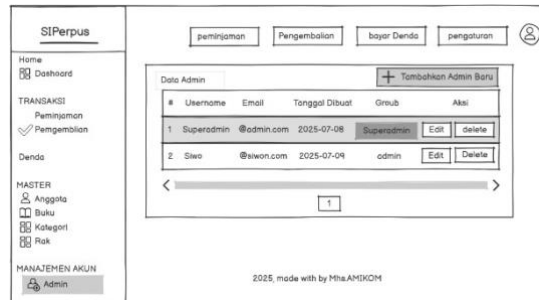 SIPerpus
Home
Dashoard
TRANSAKSI
Peminjaman
Pemgemblian
Denda
MASTER
Anggota
Buku
Kategori
Rak
MANAJEMEN AKUN
Admin
peminjaman Pengembalian bayar Denda pengaturan
Data Admin + Tambahkan Admin Baru
# Username Email Tanggal Dibuat Groub Aksi
1 Superadmin @admin.com 2025-07-08 Superadmin Edit delete
2 Siwo @siwon.com 2025-07-09 admin Edit Delete
1
2025, made with by Mhs.AMIKOM